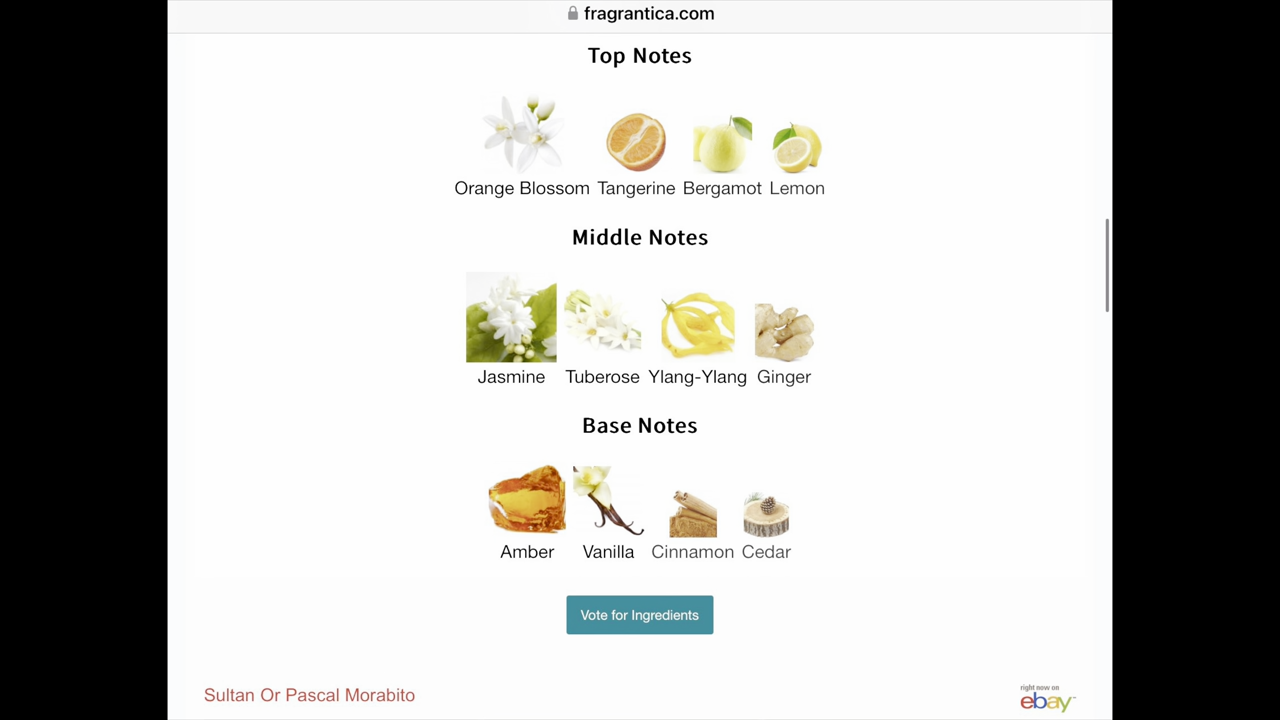 fragrantica.com
Top Notes
Orange Blossom Tangerine Bergamot Lemon
Middle Notes
Jasmine Tuberose Ylang-Ylang Ginger
Base Notes
Amber Vanilla Cinnamon Cedar
Vote for Ingredients
Sultan Or Pascal Morabito
right now on
ebay